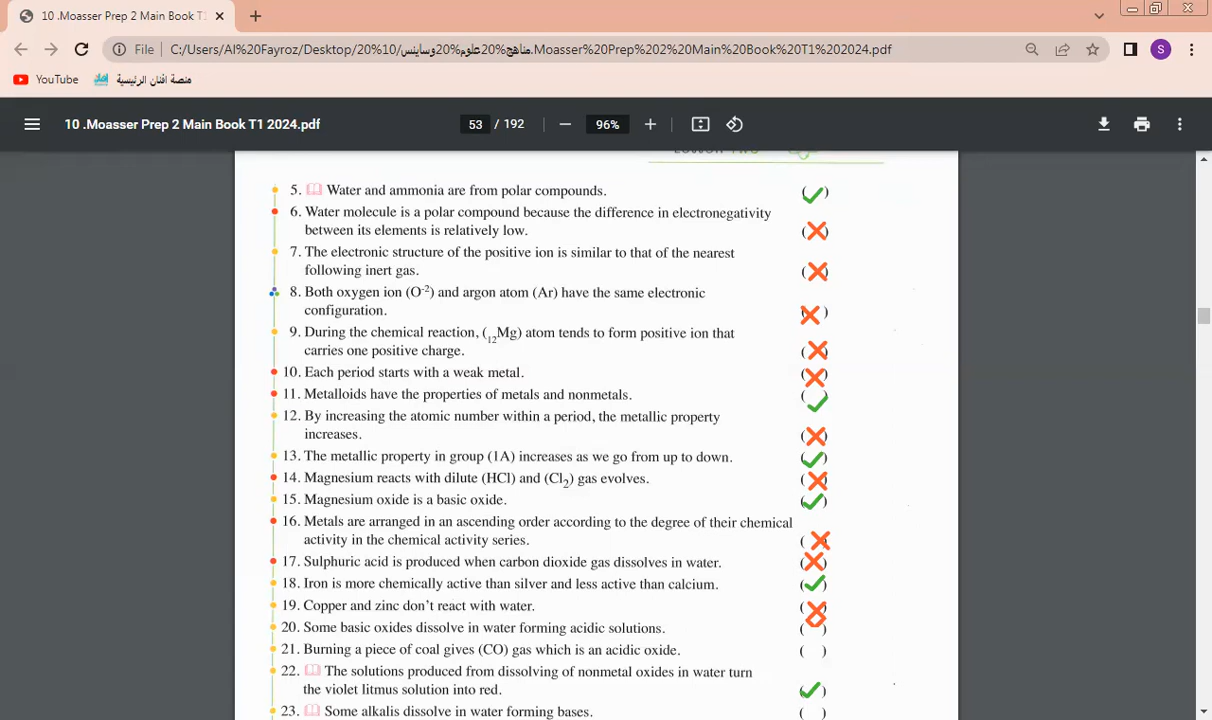 10 .Moasser Prep 2 Main Book T1
File
C:/Users/Al%20Fayroz/Desktop/20%10/مناهج%20علوم%20وساينس.Moasser%20Prep%202%20Main%20Book%20T1%202024.pdf
S
YouTube
منصة افنان الرئيسية
10 .Moasser Prep 2 Main Book T1 2024.pdf
53 / 192
96%
5. Water and ammonia are from polar compounds. ( )
6. Water molecule is a polar compound because the difference in electronegativity
between its elements is relatively low. ( )
7. The electronic structure of the positive ion is similar to that of the nearest
following inert gas. ( )
8. Both oxygen ion (O⁻²) and argon atom (Ar) have the same electronic
configuration. ( )
9. During the chemical reaction, (₁₂Mg) atom tends to form positive ion that
carries one positive charge. ( )
10. Each period starts with a weak metal. ( )
11. Metalloids have the properties of metals and nonmetals. ( )
12. By increasing the atomic number within a period, the metallic property
increases. ( )
13. The metallic property in group (1A) increases as we go from up to down. ( )
14. Magnesium reacts with dilute (HCl) and (Cl₂) gas evolves. ( )
15. Magnesium oxide is a basic oxide. ( )
16. Metals are arranged in an ascending order according to the degree of their chemical
activity in the chemical activity series. ( )
17. Sulphuric acid is produced when carbon dioxide gas dissolves in water. ( )
18. Iron is more chemically active than silver and less active than calcium. ( )
19. Copper and zinc don't react with water. ( )
20. Some basic oxides dissolve in water forming acidic solutions. ( )
21. Burning a piece of coal gives (CO) gas which is an acidic oxide. ( )
22. The solutions produced from dissolving of nonmetal oxides in water turn
the violet litmus solution into red. ( )
23. Some alkalis dissolve in water forming bases. ( )